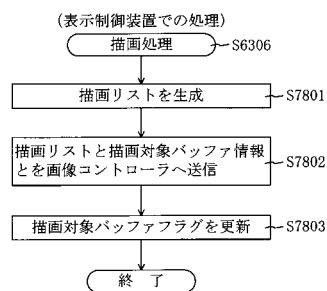 (表示制御装置での処理)
描画処理
S6306
描画リストを生成
S7801
描画リストと描画対象バッファ情報
とを画像コントローラへ送信
S7802
描画対象バッファフラグを更新
S7803
終 了